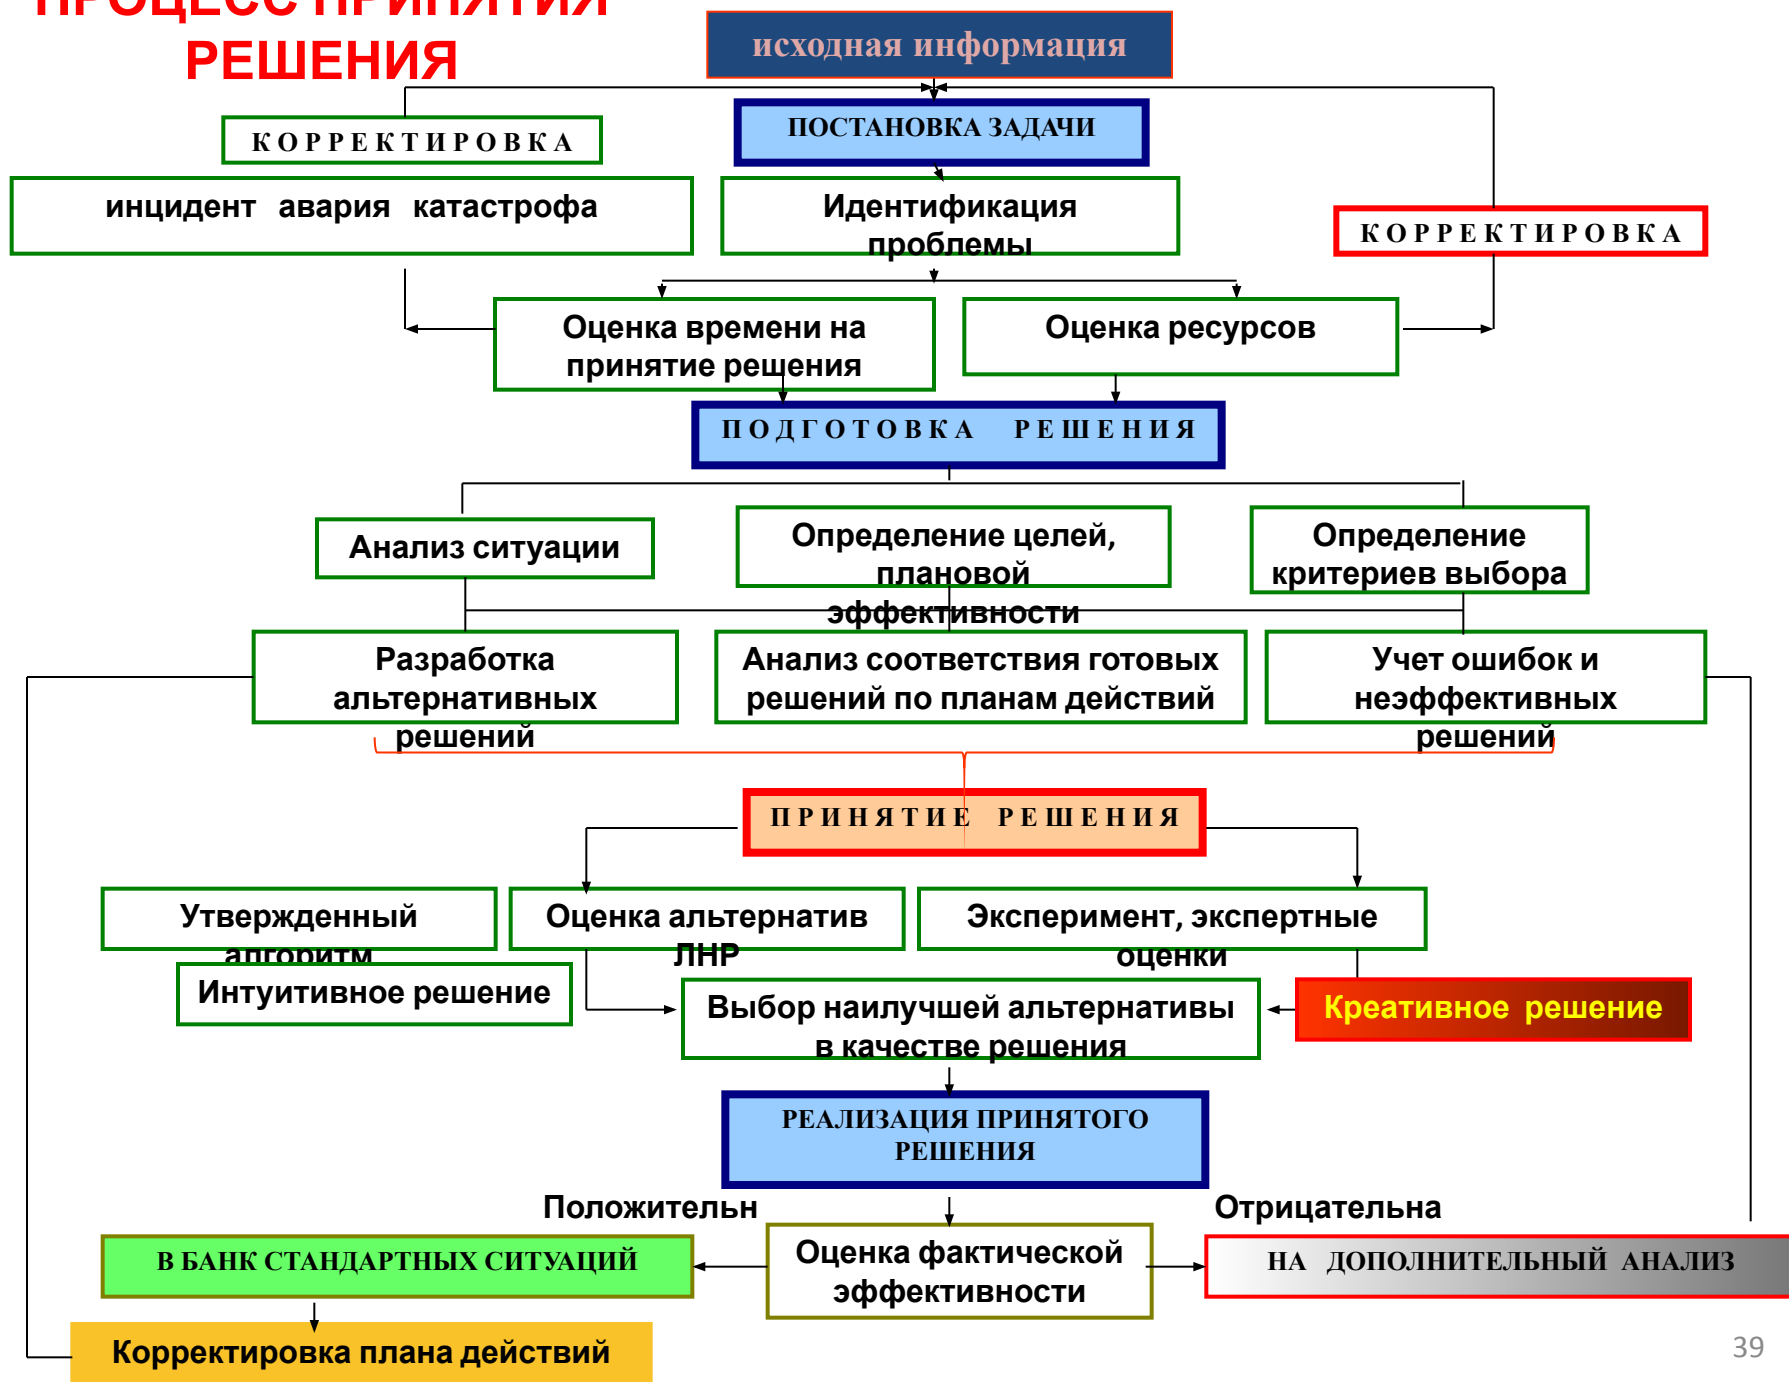 ПРОЦЕСС ПРИНЯТИЯ
РЕШЕНИЯ
исходная информация
КОРРЕКТИРОВКА
ПОСТАНОВКА ЗАДАЧИ
инцидент авария катастрофа
Идентификация
проблемы
КОРРЕКТИРОВКА
Оценка времени на
принятие решения
Оценка ресурсов
ПОДГОТОВКА РЕШЕНИЯ
Анализ ситуации
Определение целей,
плановой
эффективности
Определение
критериев выбора
Разработка
альтернативных
решений
Анализ соответствия готовых
решений по планам действий
Учет ошибок и
неэффективных
решений
ПРИНЯТИЕ РЕШЕНИЯ
Утвержденный
алгоритм
Оценка альтернатив
ЛНР
Эксперимент, экспертные
оценки
Интуитивное решение
Выбор наилучшей альтернативы
в качестве решения
Креативное решение
РЕАЛИЗАЦИЯ ПРИНЯТОГО
РЕШЕНИЯ
Положительн
Отрицательна
В БАНК СТАНДАРТНЫХ СИТУАЦИЙ
Оценка фактической
эффективности
НА ДОПОЛНИТЕЛЬНЫЙ АНАЛИЗ
Корректировка плана действий
39